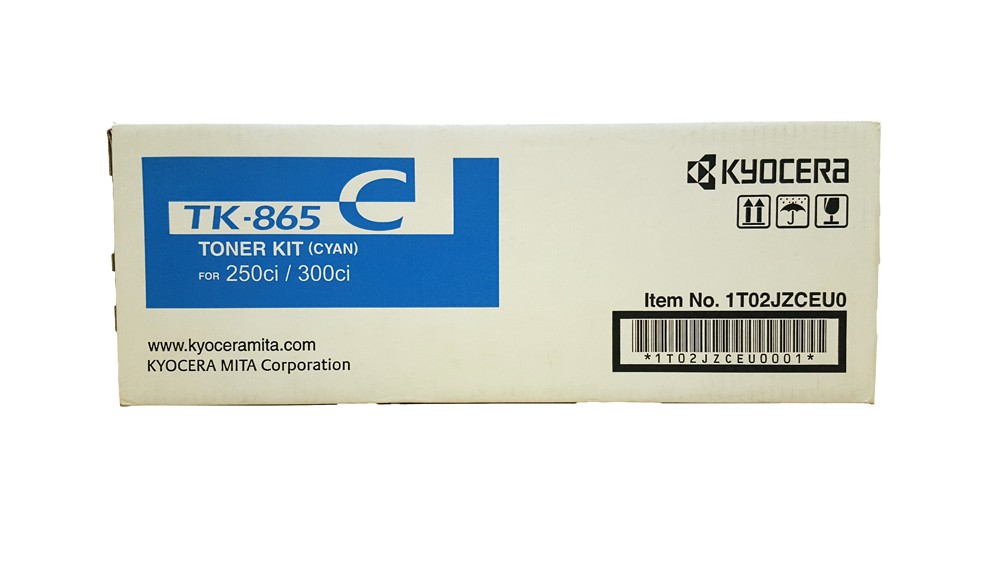 KYOCERA
TK-865 C
TONER KIT (CYAN)
FOR 250ci / 300ci
Item No. 1T02JZCEU0
*1T02JZCEU0001*
www.kyoceramita.com
KYOCERA MITA Corporation